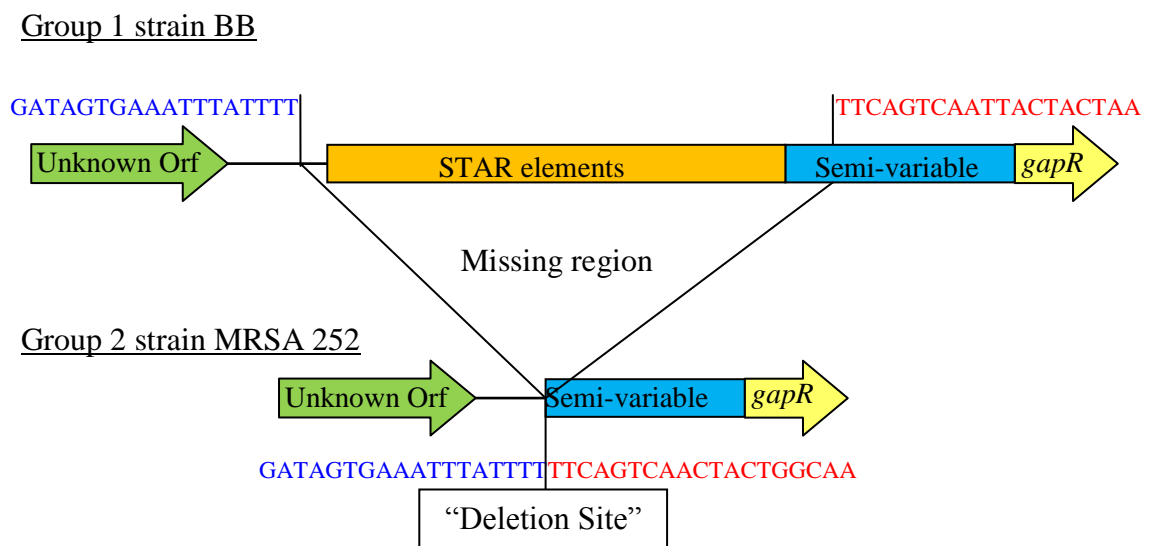 Group 1 strain BB
GATAGTGAAATTTATTTT
TTCAGTCAATTACTACTAA
Unknown Orf
STAR elements
Semi-variable
gapR
Missing region
Group 2 strain MRSA 252
Unknown Orf
Semi-variable
gapR
GATAGTGAAATTTATTTTTTCAGTCAACTACTGGCAA
“Deletion Site”